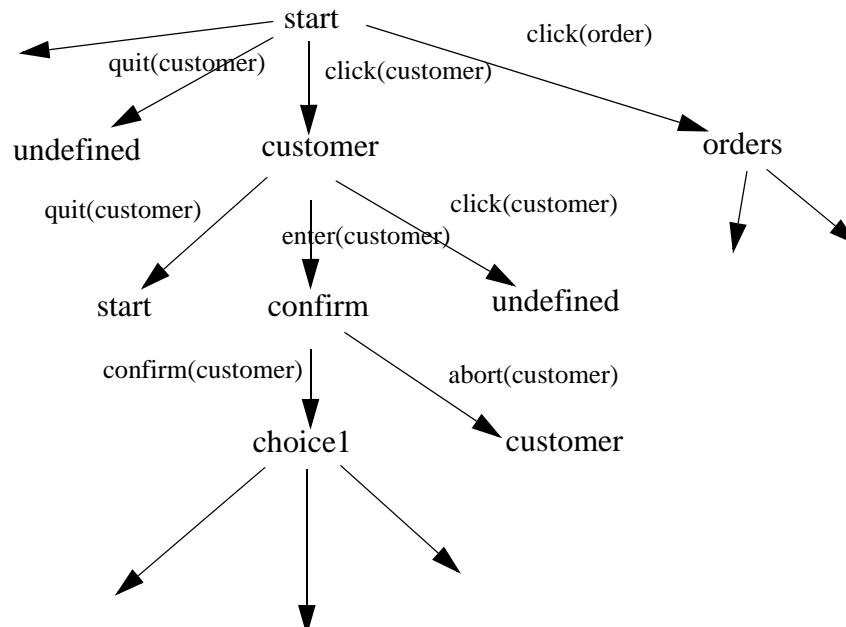 start
click(order)
quit(customer)
click(customer)
undefined
customer
orders
quit(customer)
click(customer)
enter(customer)
start
confirm
undefined
confirm(customer)
abort(customer)
choice1
customer